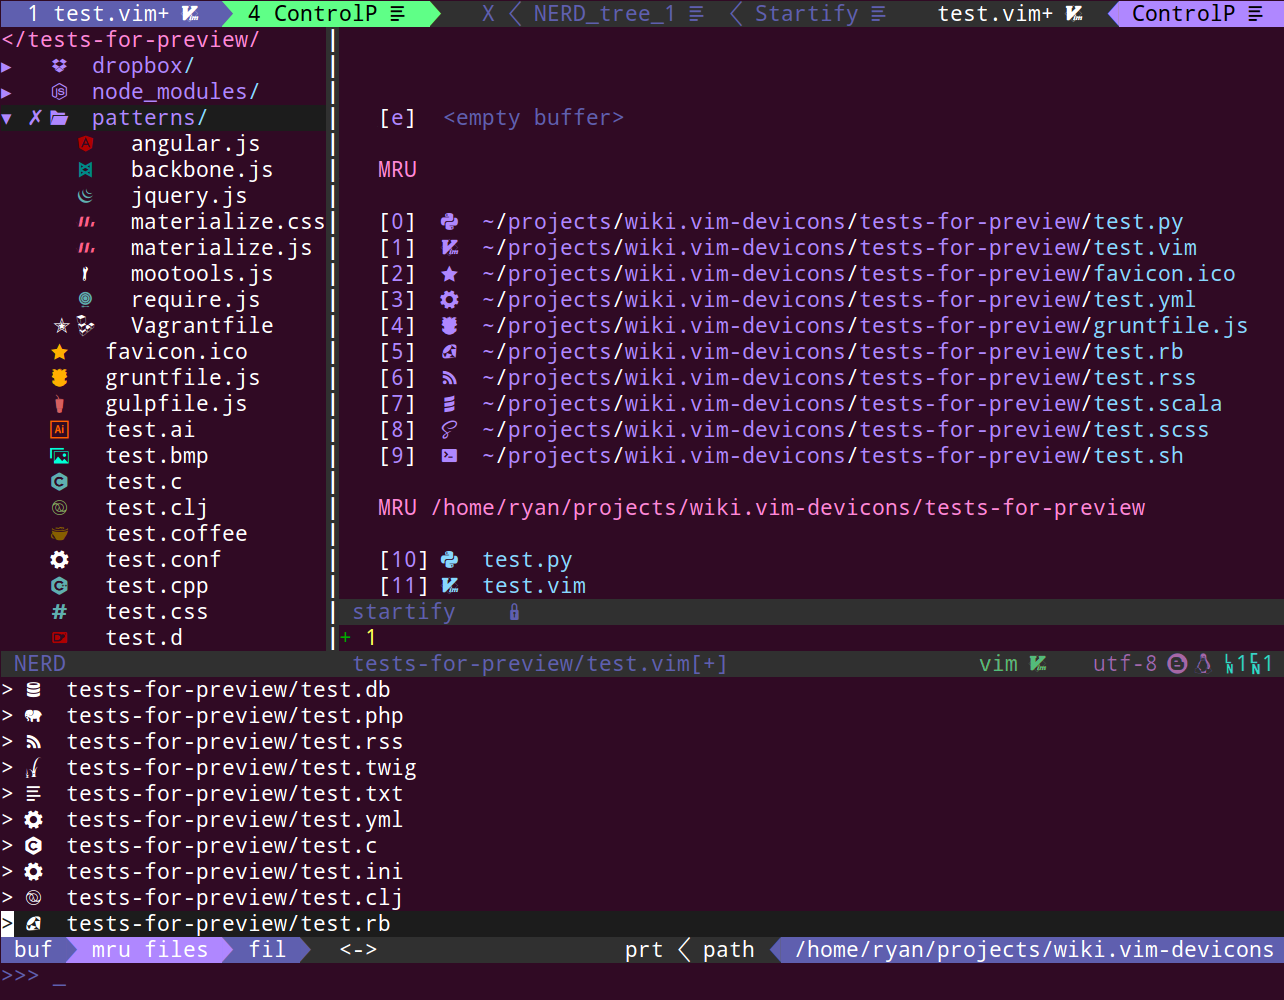 1 test.vim+ 4 ControlP X NERD_tree_1 Startify test.vim+ ControlP
</tests-for-preview/
▸ dropbox/
▸ node_modules/
▾ ✗ patterns/
angular.js
backbone.js
jquery.js
materialize.css
materialize.js
mootools.js
require.js
Vagrantfile
favicon.ico
gruntfile.js
gulpfile.js
Ai test.ai
test.bmp
test.c
test.clj
test.coffee
test.conf
test.cpp
# test.css
test.d
NERD
[e] <empty buffer>
MRU
[0] ~/projects/wiki.vim-devicons/tests-for-preview/test.py
[1] ~/projects/wiki.vim-devicons/tests-for-preview/test.vim
[2] ~/projects/wiki.vim-devicons/tests-for-preview/favicon.ico
[3] ~/projects/wiki.vim-devicons/tests-for-preview/test.yml
[4] ~/projects/wiki.vim-devicons/tests-for-preview/gruntfile.js
[5] ~/projects/wiki.vim-devicons/tests-for-preview/test.rb
[6] ~/projects/wiki.vim-devicons/tests-for-preview/test.rss
[7] ~/projects/wiki.vim-devicons/tests-for-preview/test.scala
[8] ~/projects/wiki.vim-devicons/tests-for-preview/test.scss
[9] ~/projects/wiki.vim-devicons/tests-for-preview/test.sh
MRU /home/ryan/projects/wiki.vim-devicons/tests-for-preview
[10] test.py
[11] test.vim
startify
+ 1
tests-for-preview/test.vim[+] vim utf-8 LN 1 EN 1
> tests-for-preview/test.db
> tests-for-preview/test.php
> tests-for-preview/test.rss
> tests-for-preview/test.twig
> tests-for-preview/test.txt
> tests-for-preview/test.yml
> tests-for-preview/test.c
> tests-for-preview/test.ini
> tests-for-preview/test.clj
> tests-for-preview/test.rb
buf mru files fil <-> prt path /home/ryan/projects/wiki.vim-devicons
>>> _